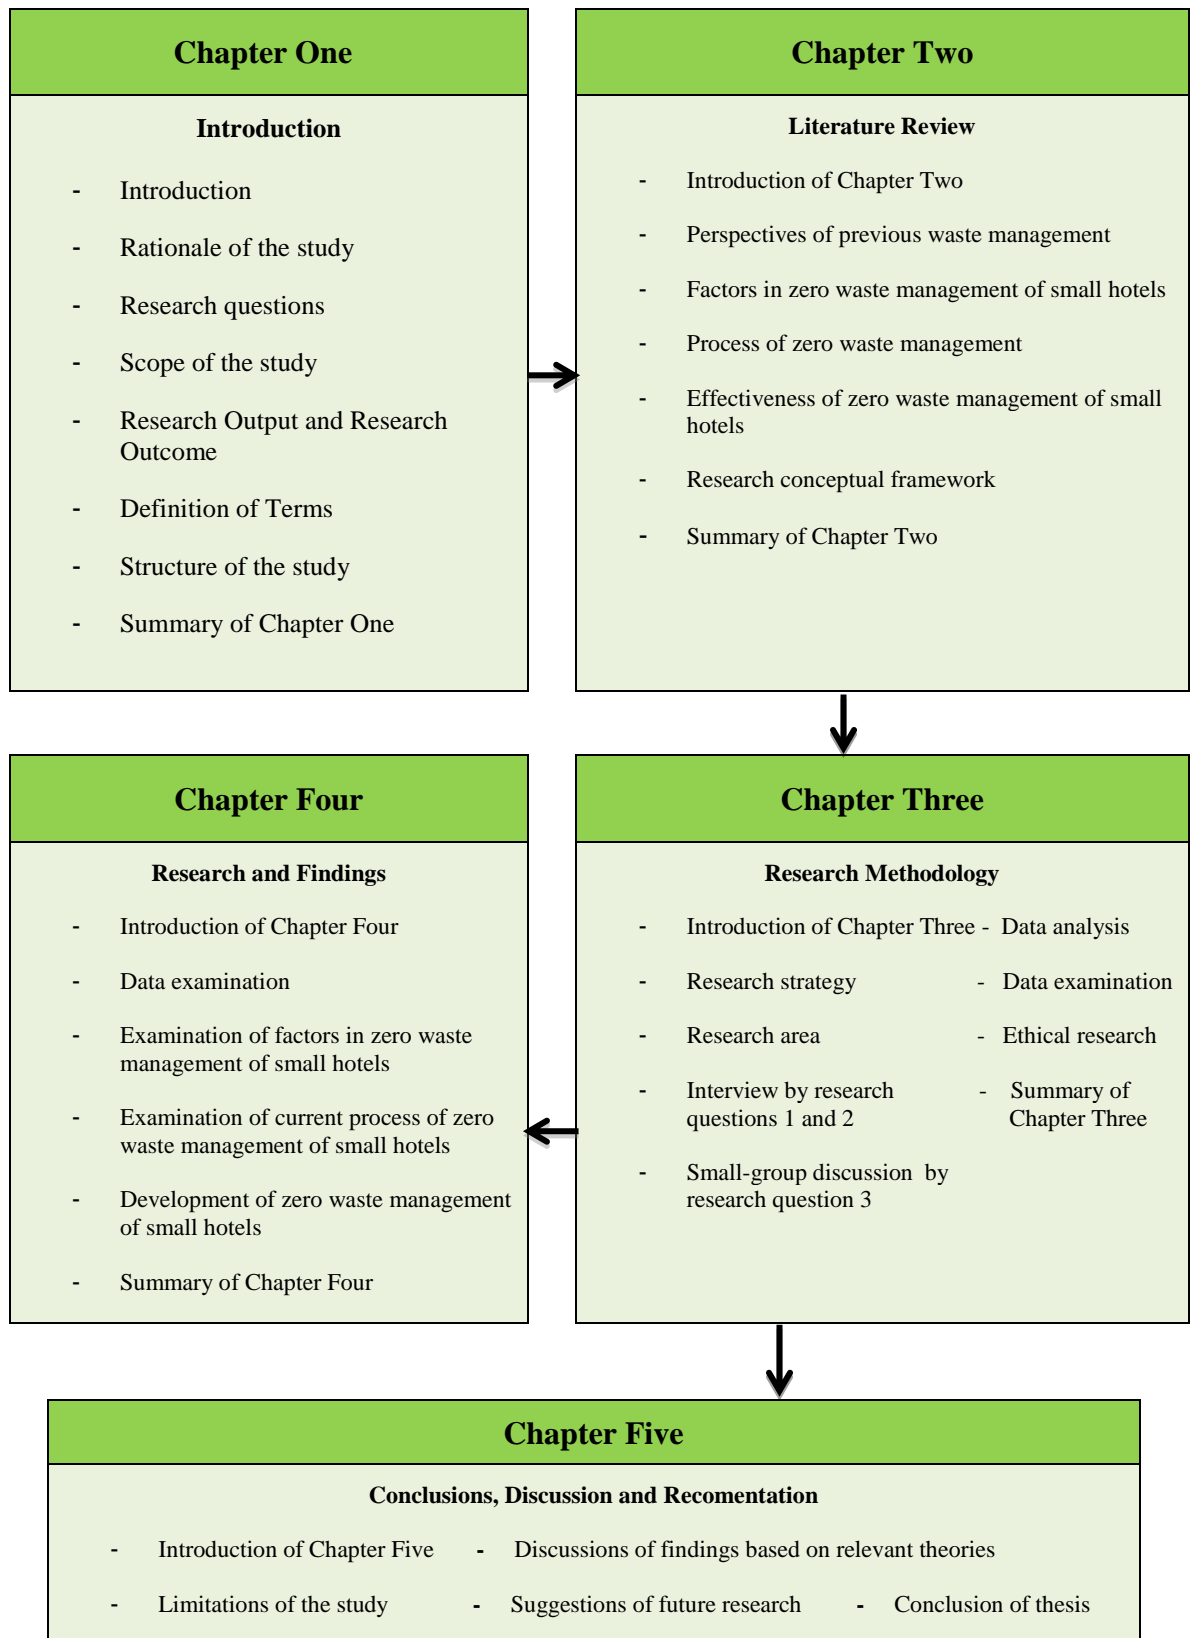 Chapter One
Introduction
- Introduction
- Rationale of the study
- Research questions
- Scope of the study
- Research Output and Research
Outcome
- Definition of Terms
- Structure of the study
- Summary of Chapter One
Chapter Two
Literature Review
- Introduction of Chapter Two
- Perspectives of previous waste management
- Factors in zero waste management of small hotels
- Process of zero waste management
- Effectiveness of zero waste management of small
hotels
- Research conceptual framework
- Summary of Chapter Two
Chapter Three
Research Methodology
- Introduction of Chapter Three - Data analysis
- Research strategy - Data examination
- Research area - Ethical research
- Interview by research - Summary of
questions 1 and 2 Chapter Three
- Small-group discussion by
research question 3
Chapter Four
Research and Findings
- Introduction of Chapter Four
- Data examination
- Examination of factors in zero waste
management of small hotels
- Examination of current process of zero
waste management of small hotels
- Development of zero waste management
of small hotels
- Summary of Chapter Four
Chapter Five
Conclusions, Discussion and Recomentation
- Introduction of Chapter Five - Discussions of findings based on relevant theories
- Limitations of the study - Suggestions of future research - Conclusion of thesis